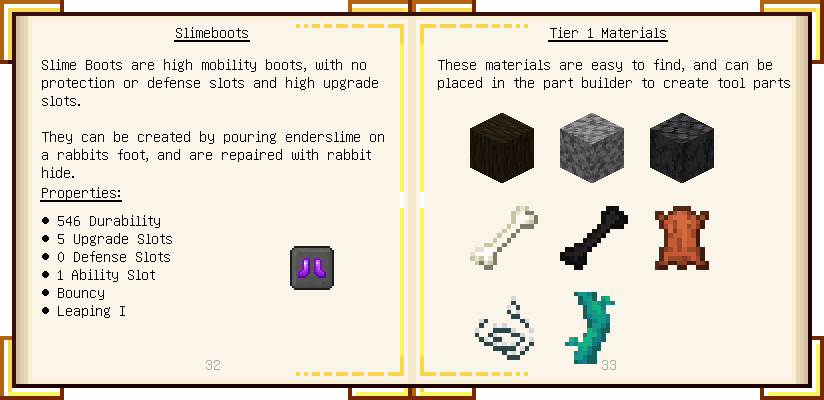 Slimeboots
Slime Boots are high mobility boots, with no
protection or defense slots and high upgrade
slots.
They can be created by pouring enderslime on
a rabbits foot, and are repaired with rabbit
hide.
Properties:
● 546 Durability
● 5 Upgrade Slots
● 0 Defense Slots
● 1 Ability Slot
● Bouncy
● Leaping I
32
Tier 1 Materials
These materials are easy to find, and can be
placed in the part builder to create tool parts
33